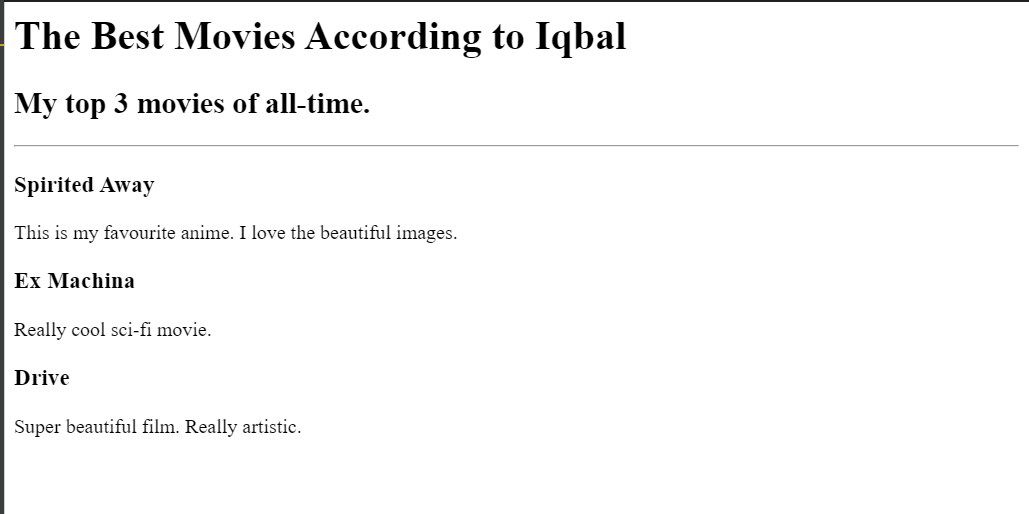 The Best Movies According to Iqbal
My top 3 movies of all-time.
Spirited Away
This is my favourite anime. I love the beautiful images.
Ex Machina
Really cool sci-fi movie.
Drive
Super beautiful film. Really artistic.